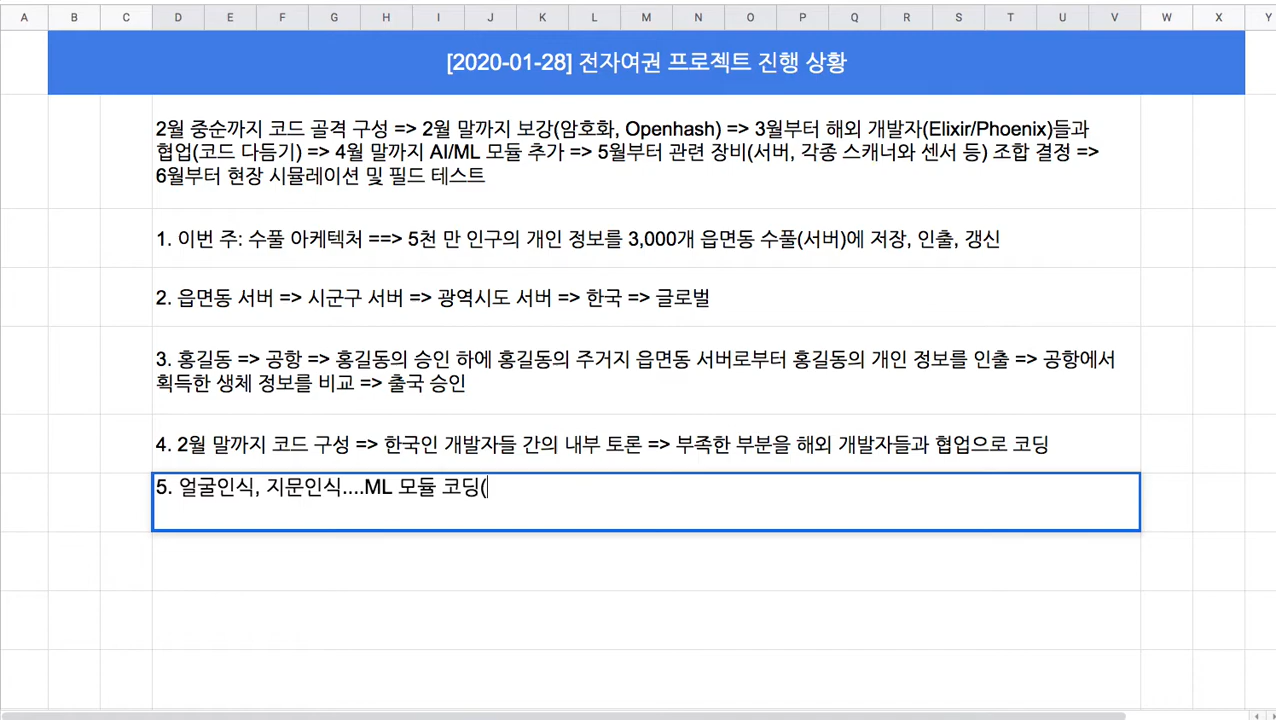 A B C D E F G H I J K L M N O P Q R S T U V W X Y
[2020-01-28] 전자여권 프로젝트 진행 상황
2월 중순까지 코드 골격 구성 => 2월 말까지 보강(암호화, Openhash) => 3월부터 해외 개발자(Elixir/Phoenix)들과
협업(코드 다듬기) => 4월 말까지 AI/ML 모듈 추가 => 5월부터 관련 장비(서버, 각종 스캐너와 센서 등) 조합 결정 =>
6월부터 현장 시뮬레이션 및 필드 테스트
1. 이번 주: 수풀 아케텍처 ==> 5천 만 인구의 개인 정보를 3,000개 읍면동 수풀(서버)에 저장, 인출, 갱신
2. 읍면동 서버 => 시군구 서버 => 광역시도 서버 => 한국 => 글로벌
3. 홍길동 => 공항 => 홍길동의 승인 하에 홍길동의 주거지 읍면동 서버로부터 홍길동의 개인 정보를 인출 => 공항에서
획득한 생체 정보를 비교 => 출국 승인
4. 2월 말까지 코드 구성 => 한국인 개발자들 간의 내부 토론 => 부족한 부분을 해외 개발자들과 협업으로 코딩
5. 얼굴인식, 지문인식....ML 모듈 코딩(